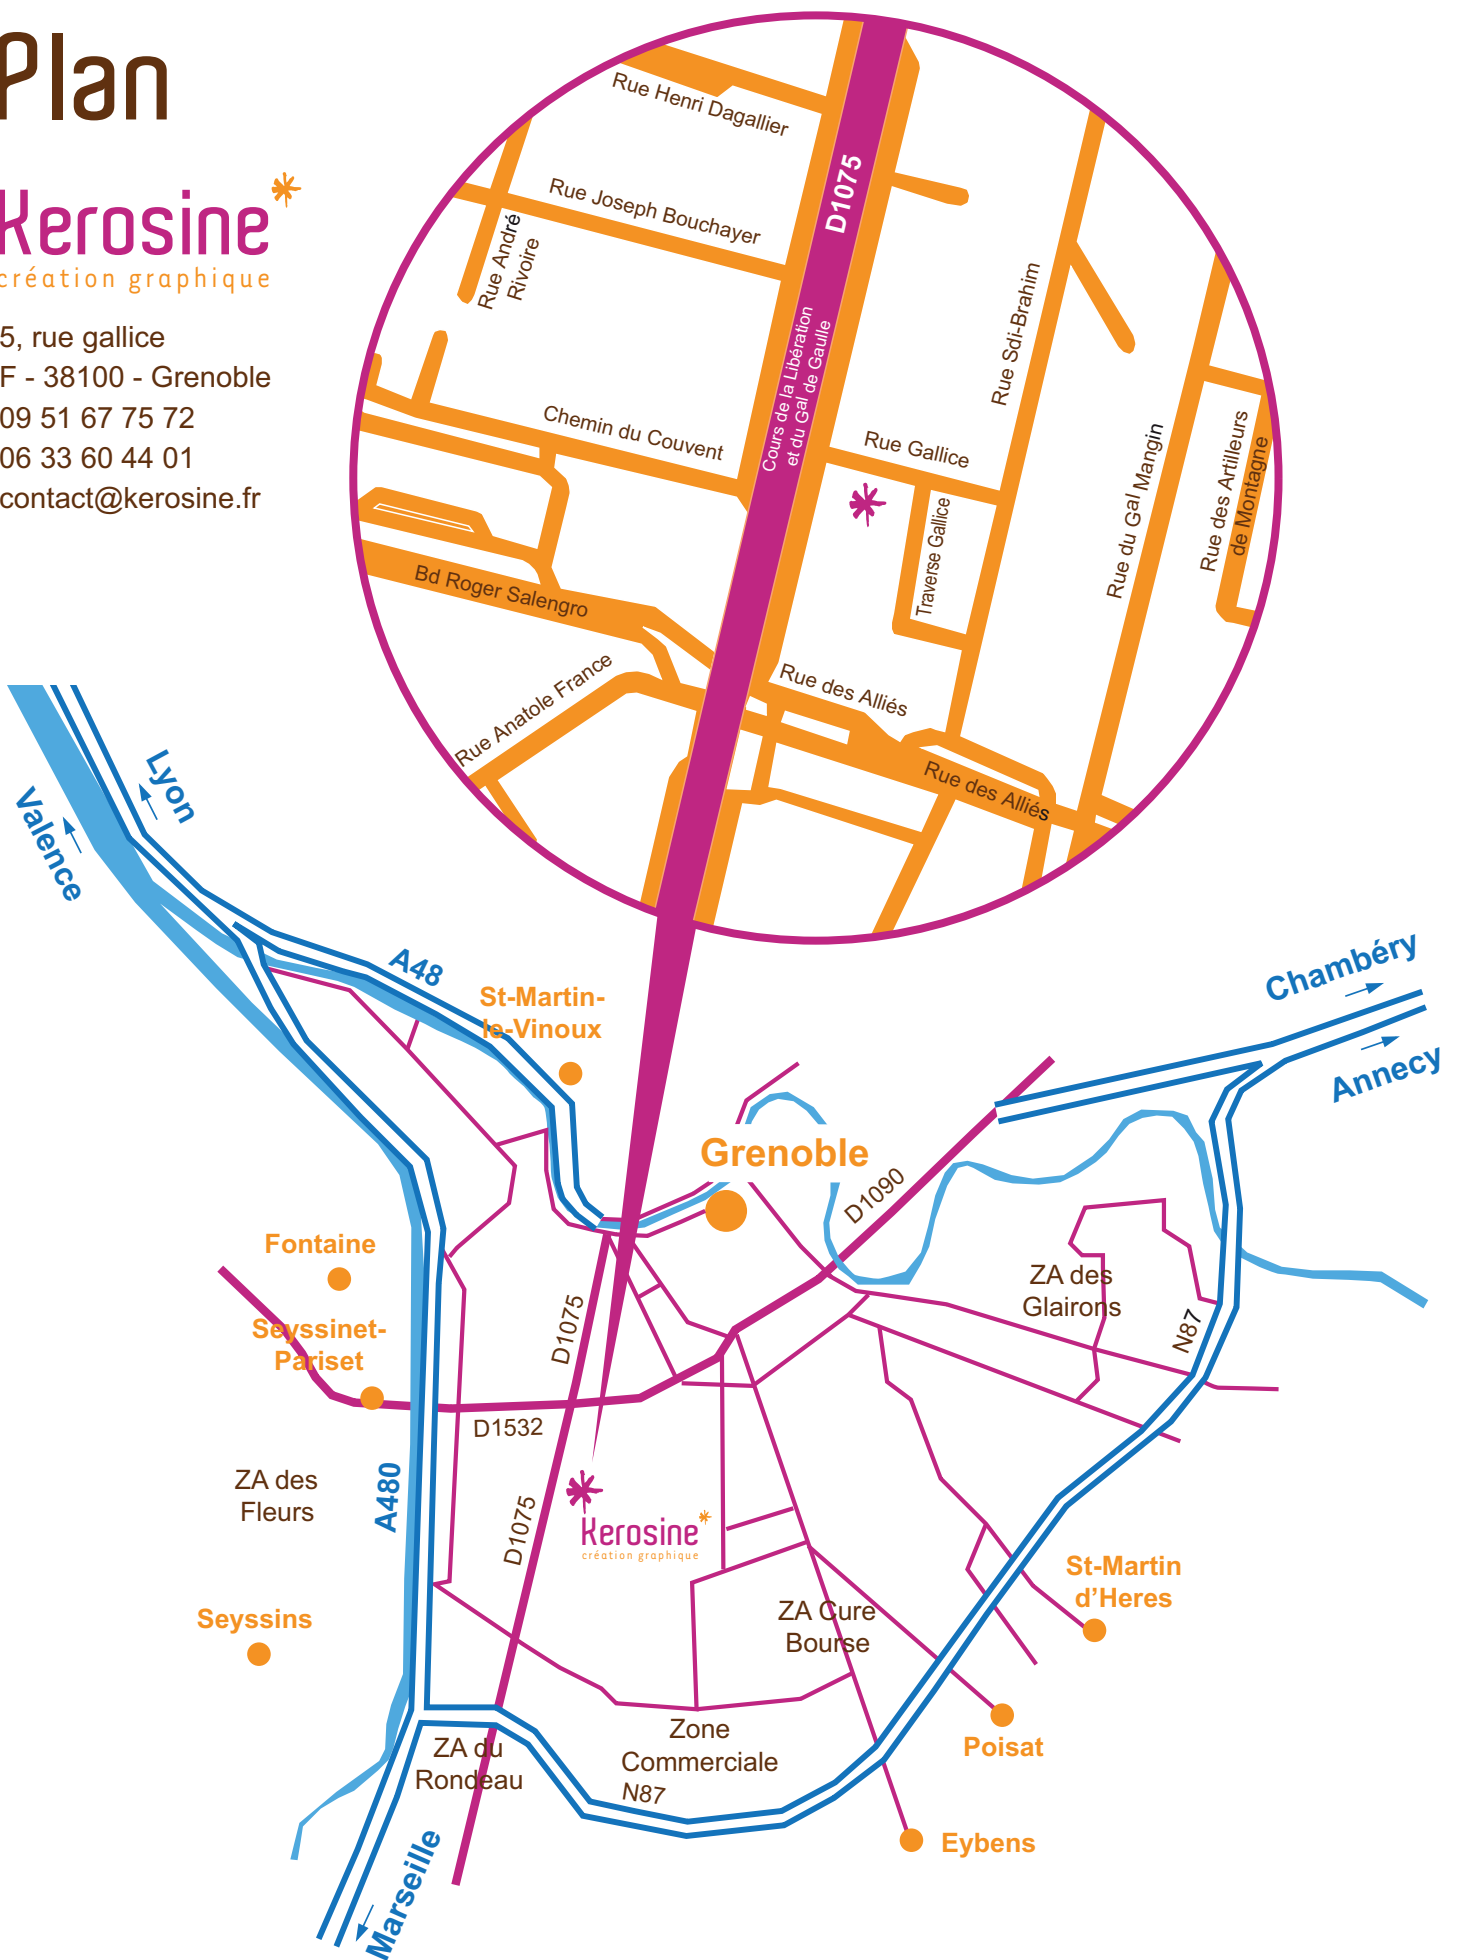 Plan
Kerosine
création graphique
5, rue gallice
F - 38100 - Grenoble
09 51 67 75 72
06 33 60 44 01
contact@kerosine.fr
Rue Henri Dagallier
Rue Joseph Bouchayer
Rue André
Rivoire
D1075
Cours de la Libération
et du Gal de Gaulle
Rue Sdi-Brahim
Chemin du Couvent
Rue Gallice
Traverse Gallice
Rue du Gal Mangin
Rue des Artilleurs
de Montagne
Bd Roger Salengro
Rue Anatole France
Rue des Alliés
Rue des Alliés
Lyon
Valence
A48
St-Martin-
le-Vinoux
Chambéry
Annecy
Grenoble
D1090
Fontaine
ZA des
Glairons
Seyssinet-
Pariset
D1075
N87
D1532
ZA des
Fleurs
A480
D1075
Kerosine
création graphique
St-Martin
d'Heres
Seyssins
ZA Cure
Bourse
Zone
Commerciale
N87
ZA du
Rondeau
Poisat
Eybens
Marseille